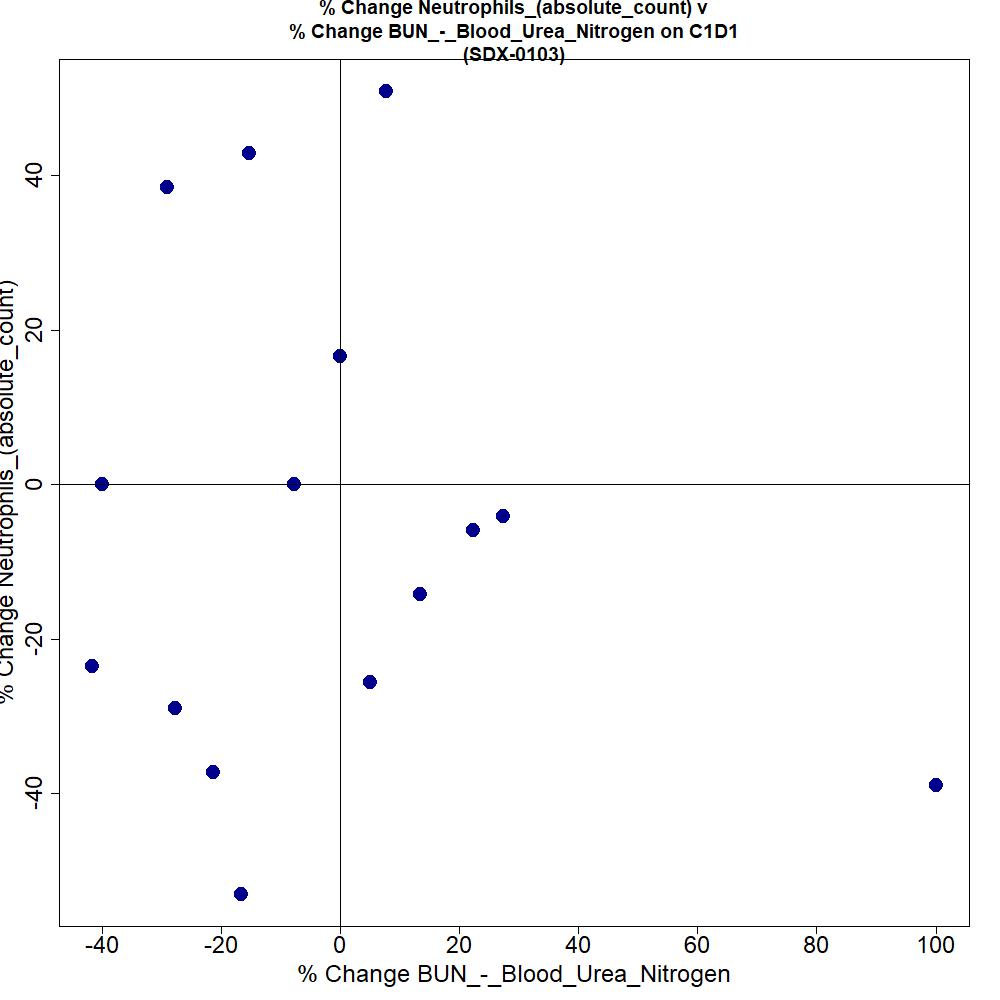 % Change Neutrophils_(absolute_count) v
% Change BUN_-_Blood_Urea_Nitrogen on C1D1
(SDX-0103)
% Change Neutrophils_(absolute_count)
40
20
0
-20
-40
-40 -20 0 20 40 60 80 100
% Change BUN_-_Blood_Urea_Nitrogen